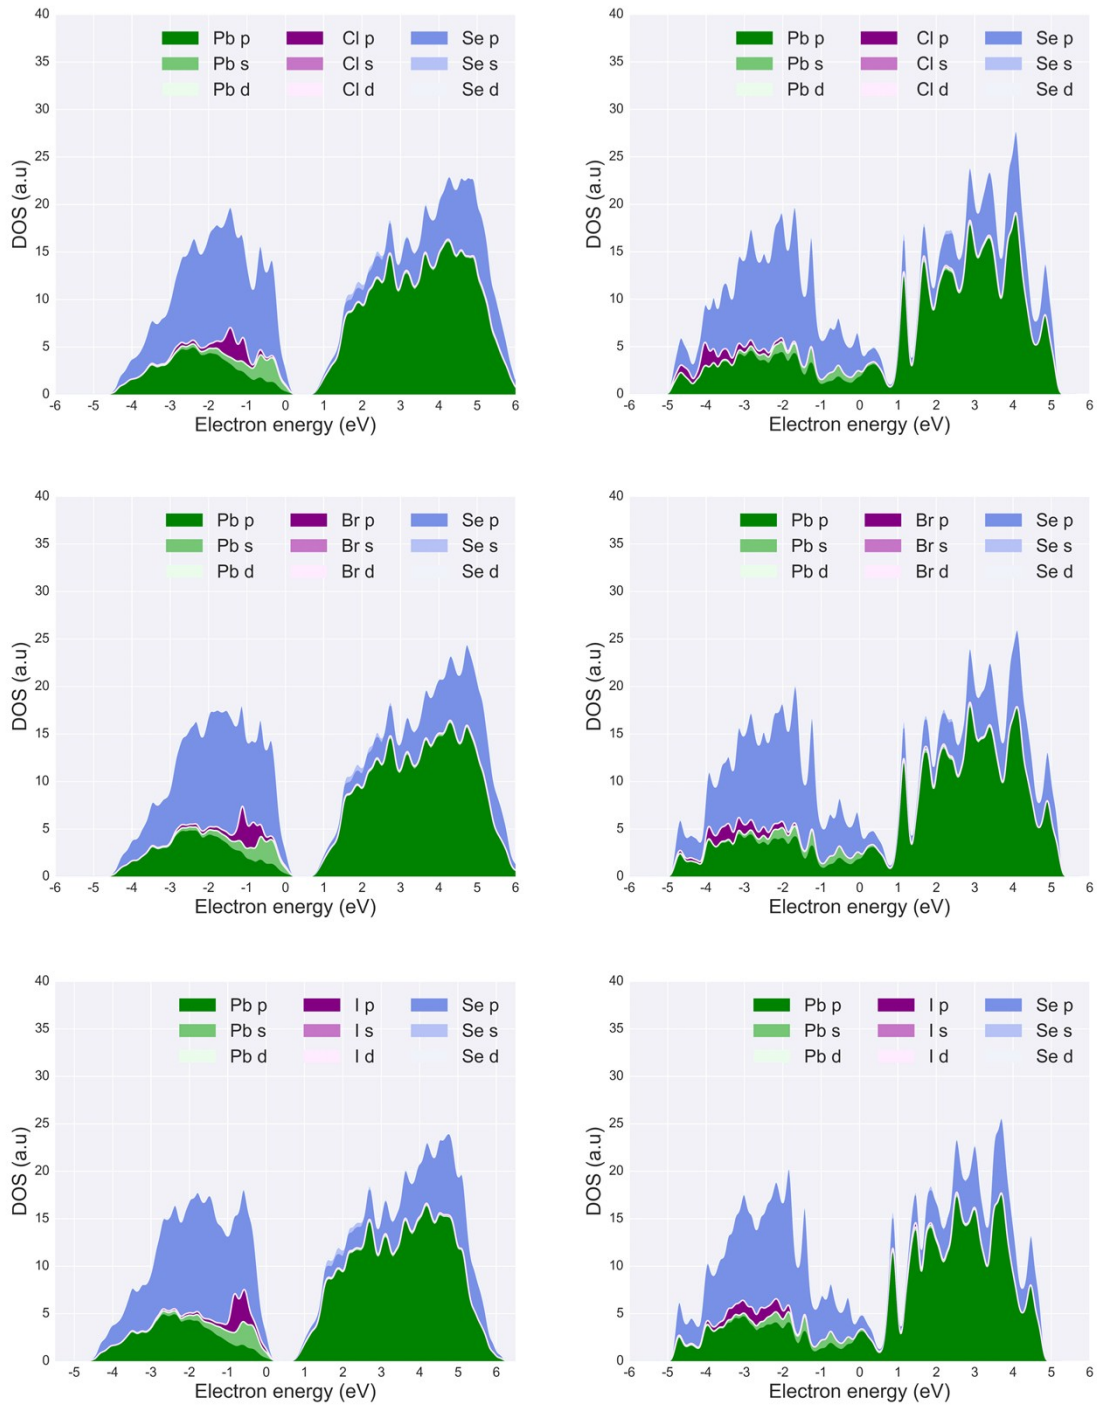 40
35
30
25
20
15
10
5
0
DOS (a.u)
Pb p Cl p Se p
Pb s Cl s Se s
Pb d Cl d Se d
-6 -5 -4 -3 -2 -1 0 1 2 3 4 5 6
Electron energy (eV)
40
35
30
25
20
15
10
5
0
DOS (a.u)
Pb p Cl p Se p
Pb s Cl s Se s
Pb d Cl d Se d
-6 -5 -4 -3 -2 -1 0 1 2 3 4 5 6
Electron energy (eV)
40
35
30
25
20
15
10
5
0
DOS (a.u)
Pb p Br p Se p
Pb s Br s Se s
Pb d Br d Se d
-6 -5 -4 -3 -2 -1 0 1 2 3 4 5 6
Electron energy (eV)
40
35
30
25
20
15
10
5
0
DOS (a.u)
Pb p Br p Se p
Pb s Br s Se s
Pb d Br d Se d
-6 -5 -4 -3 -2 -1 0 1 2 3 4 5 6
Electron energy (eV)
40
35
30
25
20
15
10
5
0
DOS (a.u)
Pb p I p Se p
Pb s I s Se s
Pb d I d Se d
-5 -4 -3 -2 -1 0 1 2 3 4 5 6
Electron energy (eV)
40
35
30
25
20
15
10
5
0
DOS (a.u)
Pb p I p Se p
Pb s I s Se s
Pb d I d Se d
-6 -5 -4 -3 -2 -1 0 1 2 3 4 5 6
Electron energy (eV)